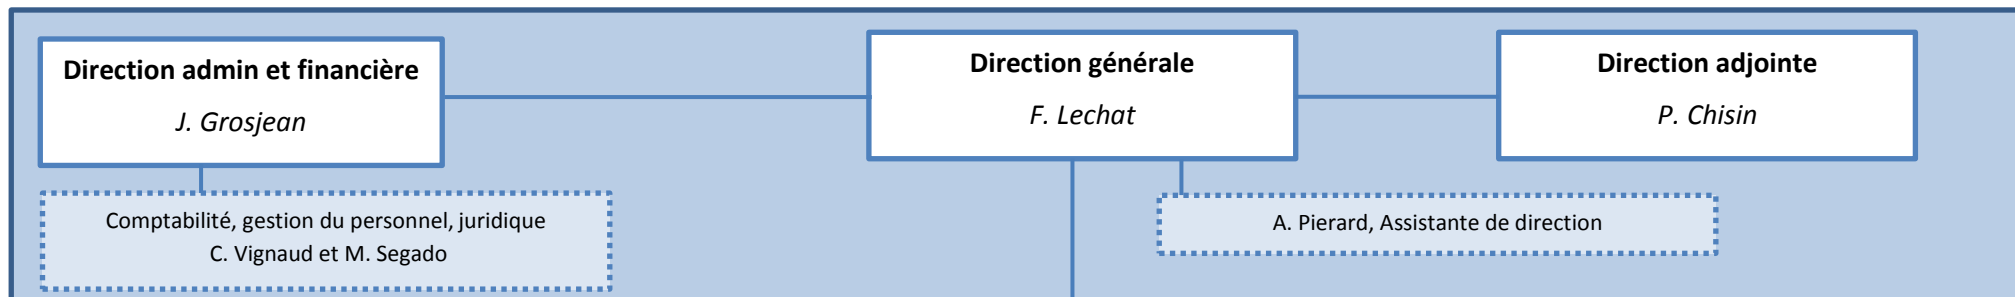 Direction admin et financière
J. Grosjean
Direction générale
F. Lechat
Direction adjointe
P. Chisin
Comptabilité, gestion du personnel, juridique
C. Vignaud et M. Segado
A. Pierard, Assistante de direction